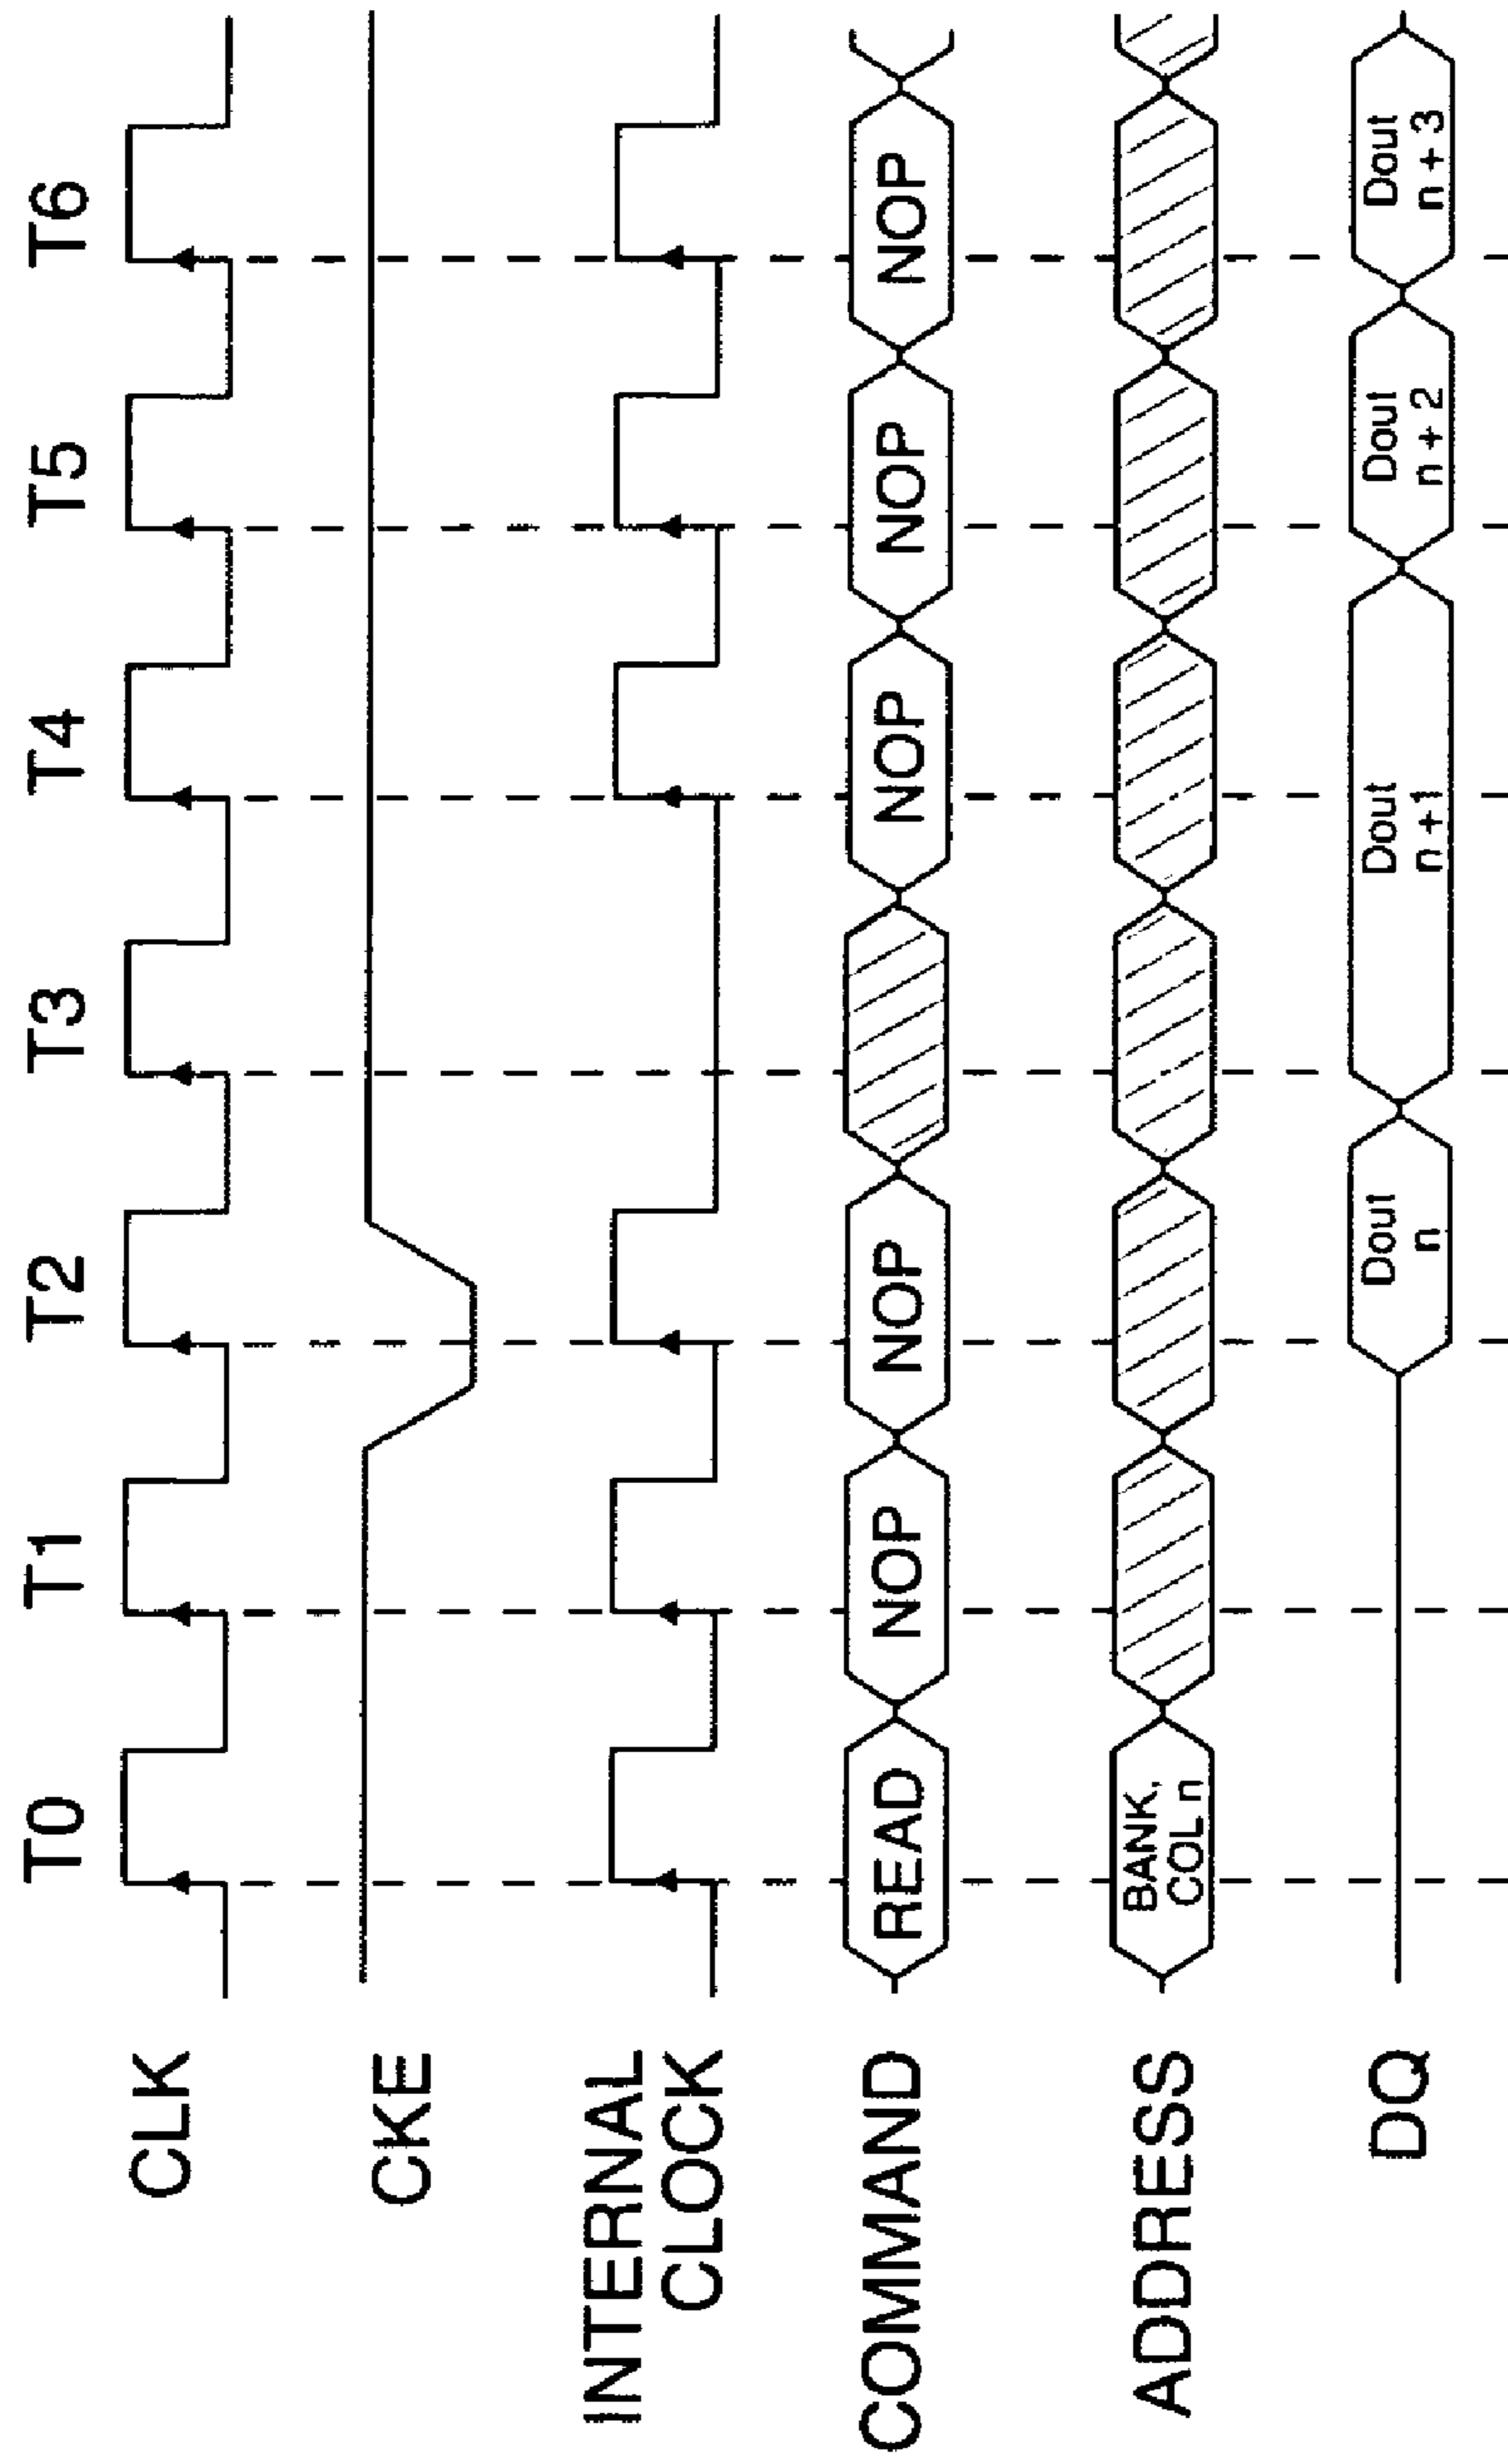 T0 T1 T2 T3 T4 T5 T6
CLK
CKE
INTERNAL
CLOCK
COMMAND
READ NOP NOP NOP NOP NOP
ADDRESS
BANK,
COL n
DQ
Dout Dout Dout Dout
n n+1 n+2 n+3